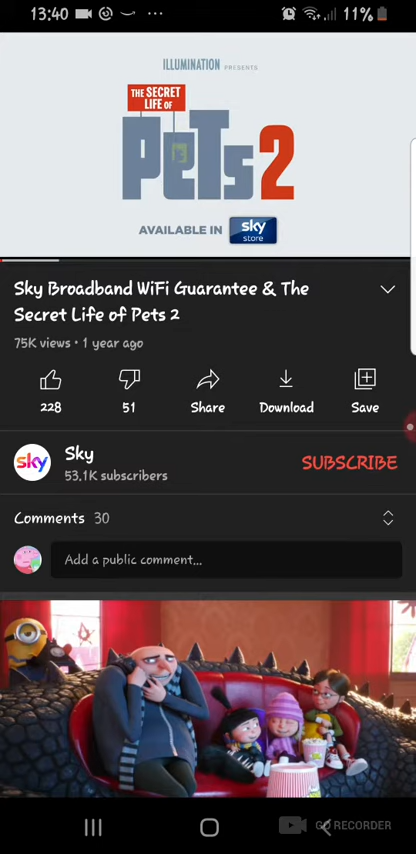 13:40
11%
ILLUMINATION PRESENTS
THE SECRET
LIFE OF
PeTs 2
AVAILABLE IN sky
store
Sky Broadband WiFi Guarantee & The
Secret Life of Pets 2
75K views • 1 year ago
228 51 Share Download Save
sky Sky SUBSCRIBE
53.1K subscribers
Comments 30
Add a public comment...
GO RECORDER